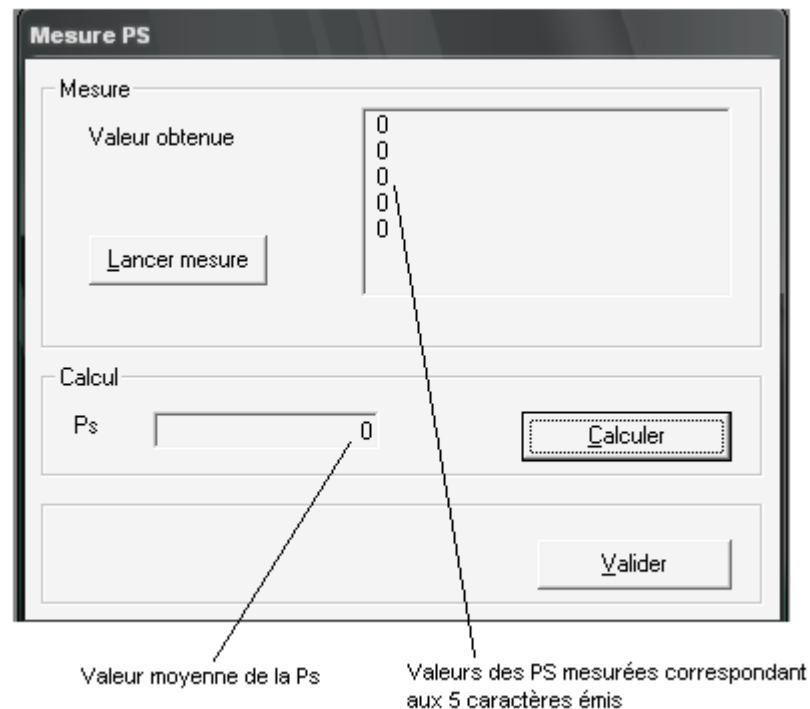 Mesure PS
Mesure
Valeur obtenue
0
0
0
0
0
Lancer mesure
Calcul
Ps
0
Calculer
Valider
Valeur moyenne de la Ps
Valeurs des PS mesurées correspondant
aux 5 caractères émis